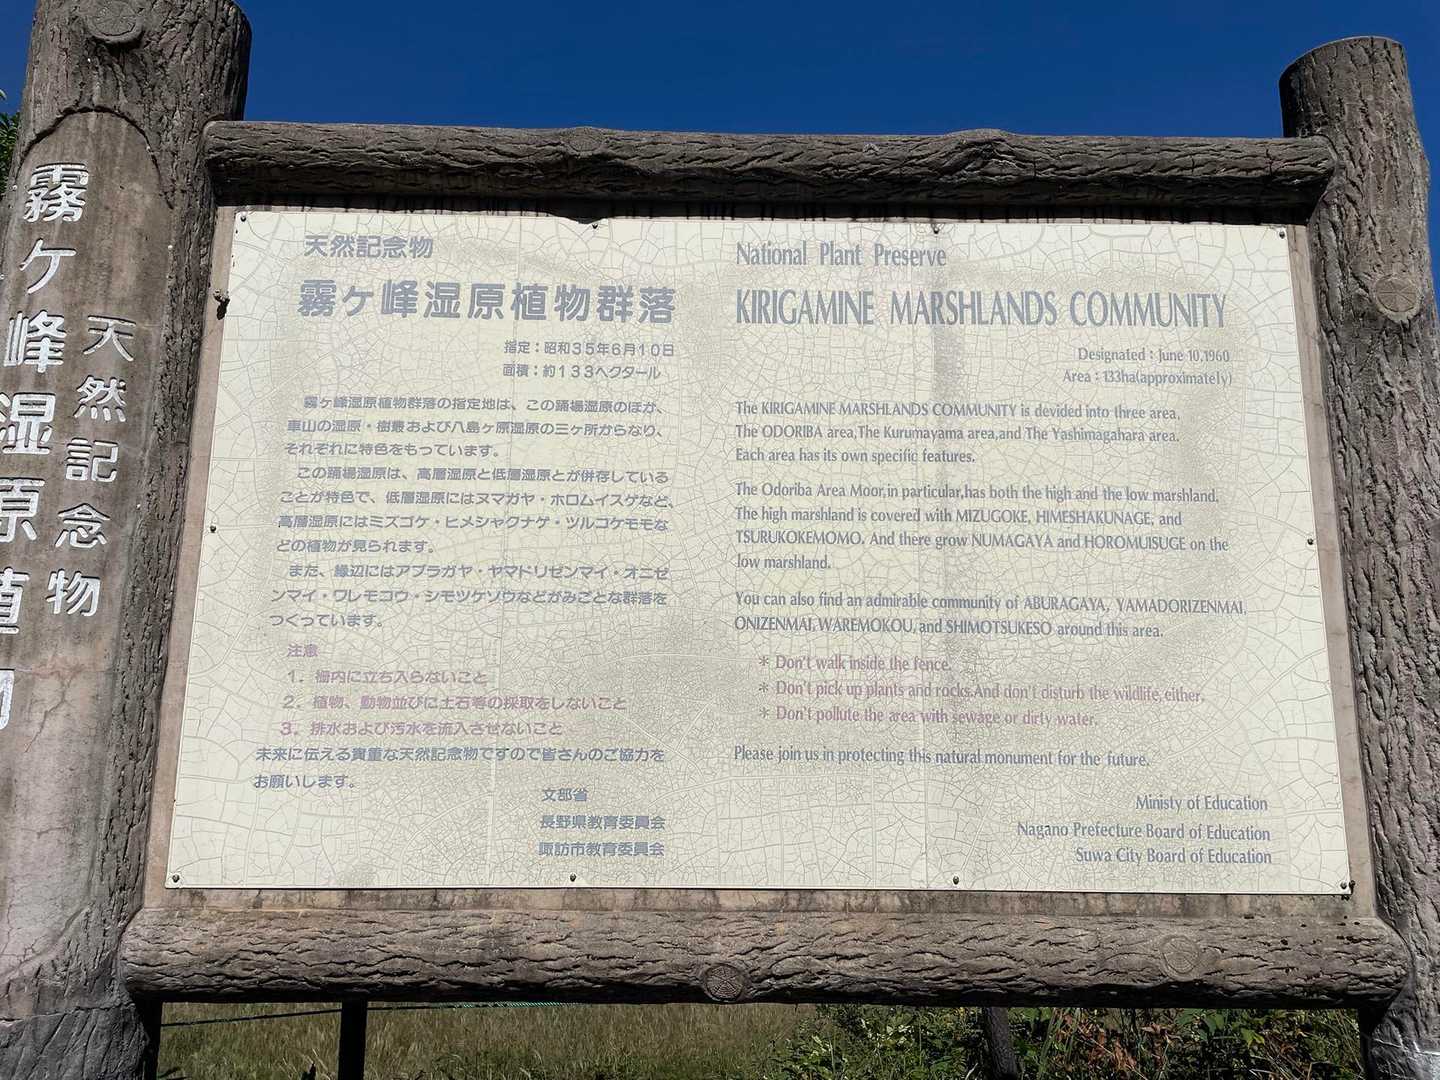 霧ヶ峰湿原植物
天然記念物
天然記念物
霧ヶ峰湿原植物群落
指定：昭和35年6月10日
面積：約133ヘクタール
霧ヶ峰湿原植物群落の指定地は、この踊場湿原のほか、
車山の湿原・樹叢および八島ヶ原湿原の三ヶ所からなり、
それぞれに特色をもっています。
この踊場湿原は、高層湿原と低層湿原とが併存している
ことが特色で、低層湿原にはヌマガヤ・ホロムイスゲなど、
高層湿原にはミズゴケ・ヒメシャクナゲ・ツルコケモモな
どの植物が見られます。
また、縁辺にはアブラガヤ・ヤマドリゼンマイ・オニゼ
ンマイ・ワレモコウ・シモツケソウなどがみごとな群落を
つくっています。
注意
1. 柵内に立ち入らないこと
2. 植物、動物並びに土石等の採取をしないこと
3. 排水および汚水を流入させないこと
未来に伝える貴重な天然記念物ですので皆さんのご協力を
お願いします。
文部省
長野県教育委員会
諏訪市教育委員会
National Plant Preserve
KIRIGAMINE MARSHLANDS COMMUNITY
Designated : June 10,1960
Area : 133ha(approximately)
The KIRIGAMINE MARSHLANDS COMMUNITY is devided into three area,
The ODORIBA area,The Kurumayama area,and The Yashimagahara area.
Each area has its own specific features.
The Odoriba Area Moor,in particular,has both the high and the low marshland.
The high marshland is covered with MIZUGOKE, HIMESHAKUNAGE, and
TSURUKOKEMOMO. And there grow NUMAGAYA and HOROMUISUGE on the
low marshland.
You can also find an admirable community of ABURAGAYA, YAMADORIZENMAI,
ONIZENMAI, WAREMOKOU, and SHIMOTSUKESO around this area.
* Don't walk inside the fence.
* Don't pick up plants and rocks.And don't disturb the wildlife, either.
* Don't pollute the area with sewage or dirty water.
Please join us in protecting this natural monument for the future.
Ministy of Education
Nagano Prefecture Board of Education
Suwa City Board of Education